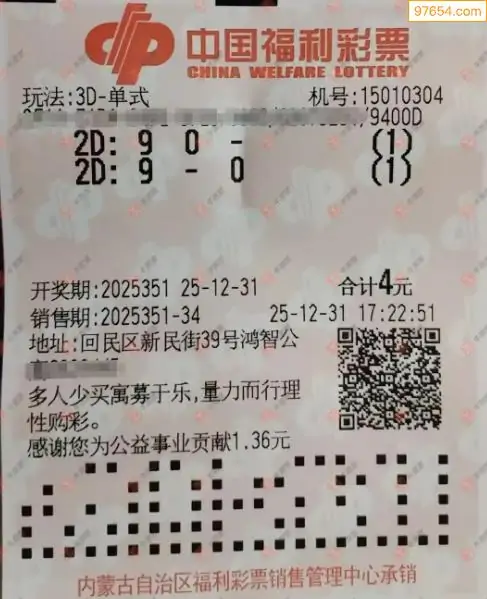 97654.com
中国福利彩票
CHINA WELFARE LOTTERY
玩法:3D-单式 机号:15010304
/9400D
2D: 9 0 - (1)
2D: 9 - 0 (1)
开奖期:2025351 25-12-31 合计4元
销售期:2025351-34 25-12-31 17:22:51
地址:回民区新民街39号鸿智公
多人少买寓募于乐,量力而行理
性购彩。
感谢您为公益事业贡献1.36元
内蒙古自治区福利彩票销售管理中心承销